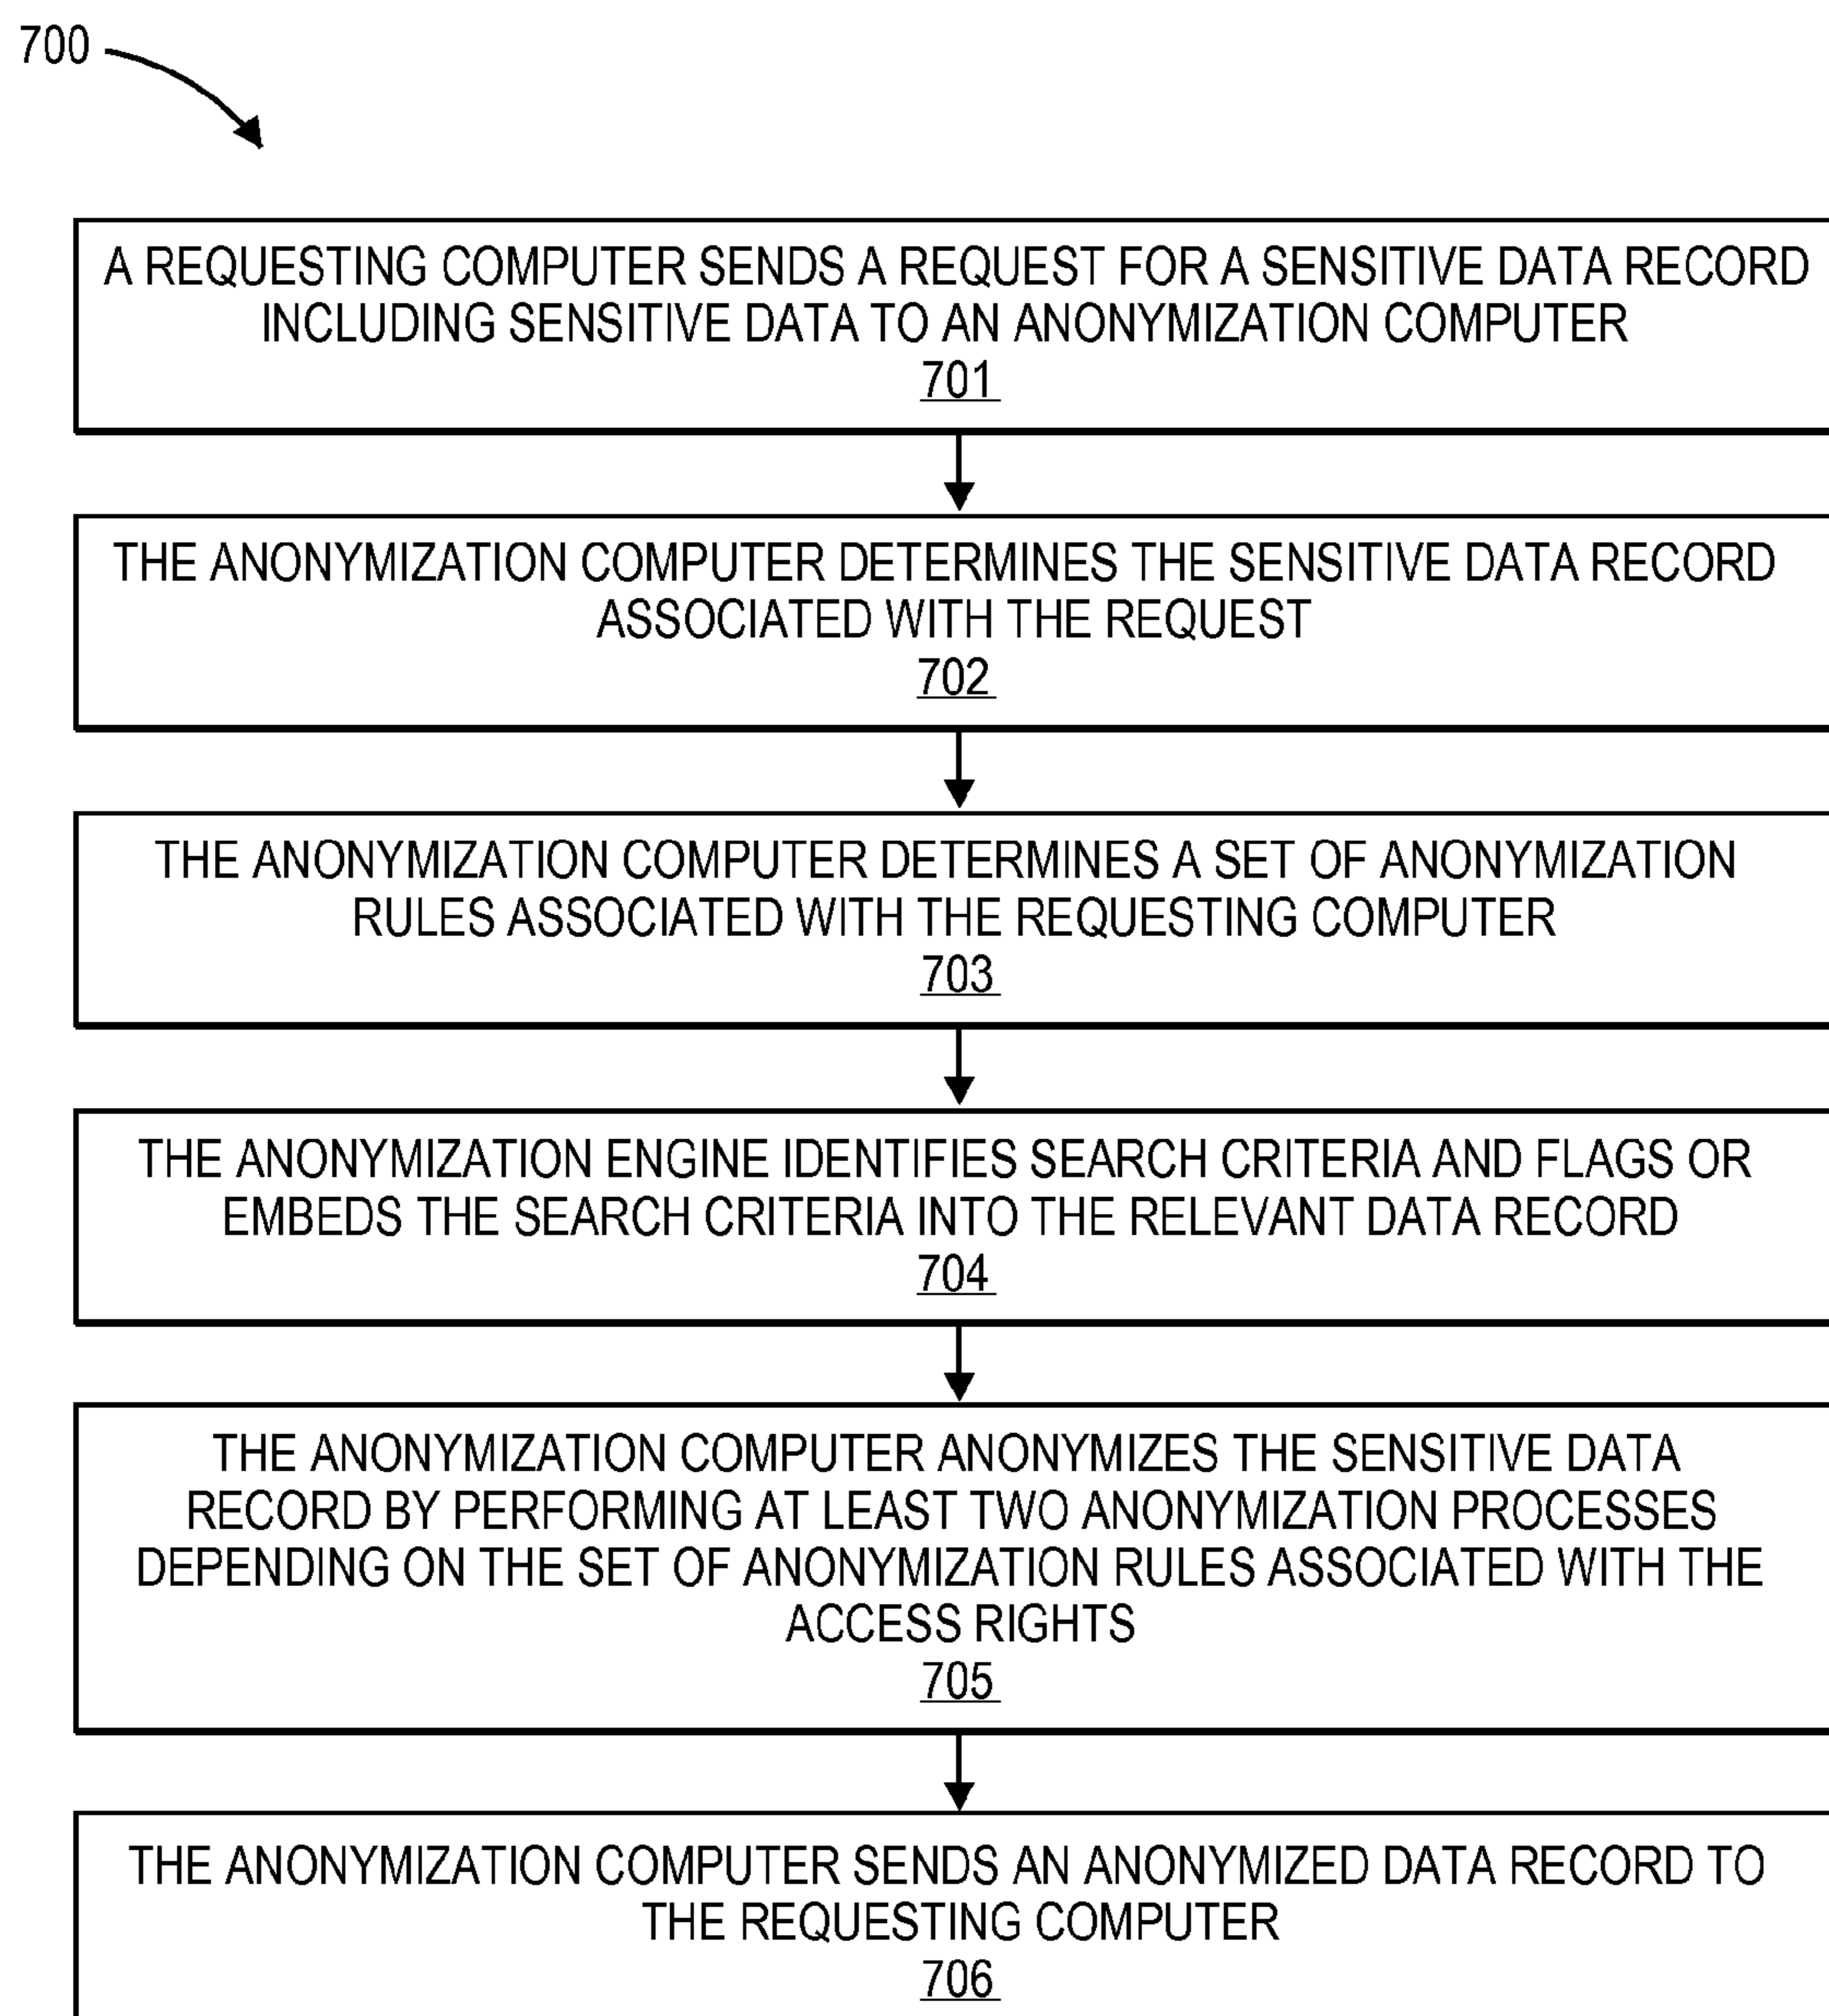 700
A REQUESTING COMPUTER SENDS A REQUEST FOR A SENSITIVE DATA RECORD
INCLUDING SENSITIVE DATA TO AN ANONYMIZATION COMPUTER
701
THE ANONYMIZATION COMPUTER DETERMINES THE SENSITIVE DATA RECORD
ASSOCIATED WITH THE REQUEST
702
THE ANONYMIZATION COMPUTER DETERMINES A SET OF ANONYMIZATION
RULES ASSOCIATED WITH THE REQUESTING COMPUTER
703
THE ANONYMIZATION ENGINE IDENTIFIES SEARCH CRITERIA AND FLAGS OR
EMBEDS THE SEARCH CRITERIA INTO THE RELEVANT DATA RECORD
704
THE ANONYMIZATION COMPUTER ANONYMIZES THE SENSITIVE DATA
RECORD BY PERFORMING AT LEAST TWO ANONYMIZATION PROCESSES
DEPENDING ON THE SET OF ANONYMIZATION RULES ASSOCIATED WITH THE
ACCESS RIGHTS
705
THE ANONYMIZATION COMPUTER SENDS AN ANONYMIZED DATA RECORD TO
THE REQUESTING COMPUTER
706